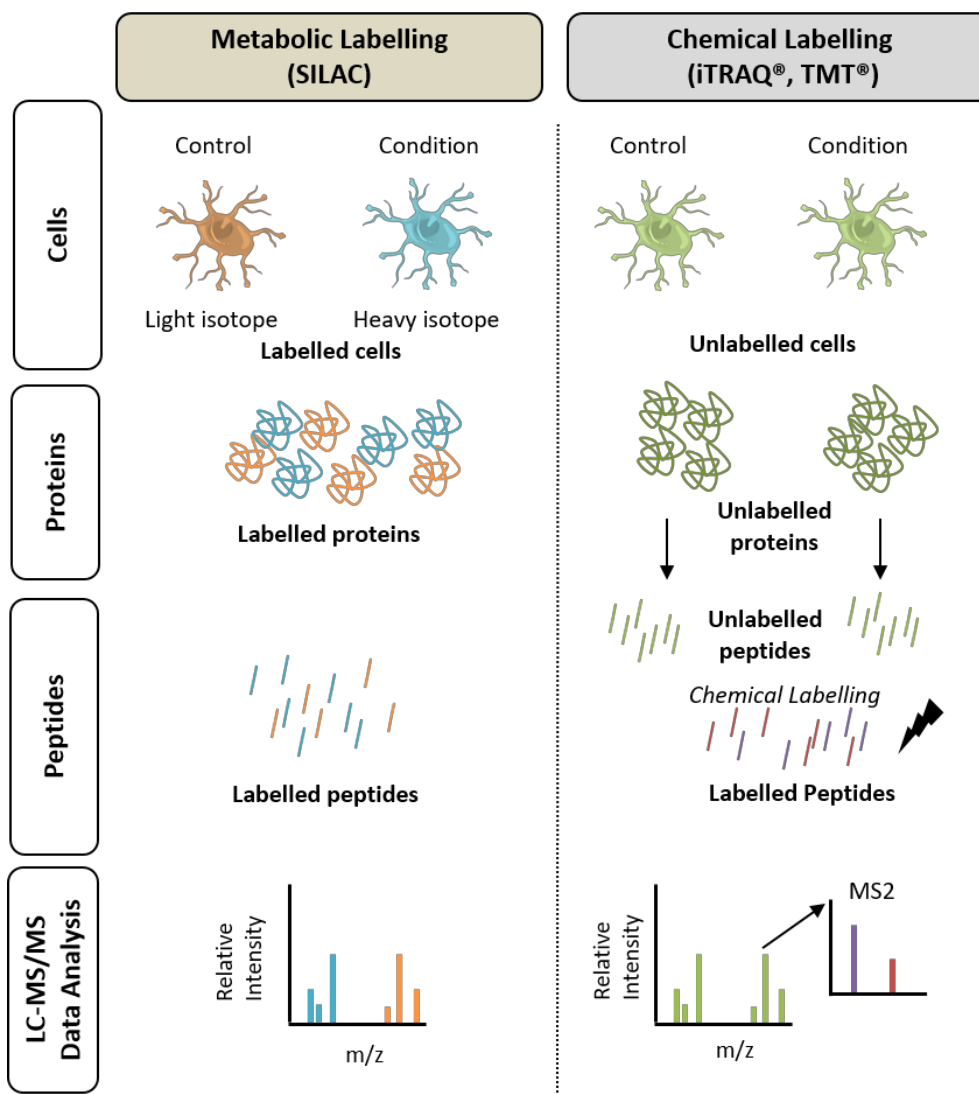 Metabolic Labelling
(SILAC)
Chemical Labelling
(iTRAQ®, TMT®)
Cells
Control
Condition
Light isotope
Heavy isotope
Labelled cells
Control
Condition
Unlabelled cells
Proteins
Labelled proteins
Unlabelled
proteins
Peptides
Labelled peptides
Unlabelled
peptides
Chemical Labelling
Labelled Peptides
LC-MS/MS
Data Analysis
Relative
Intensity
m/z
Relative
Intensity
m/z
MS2